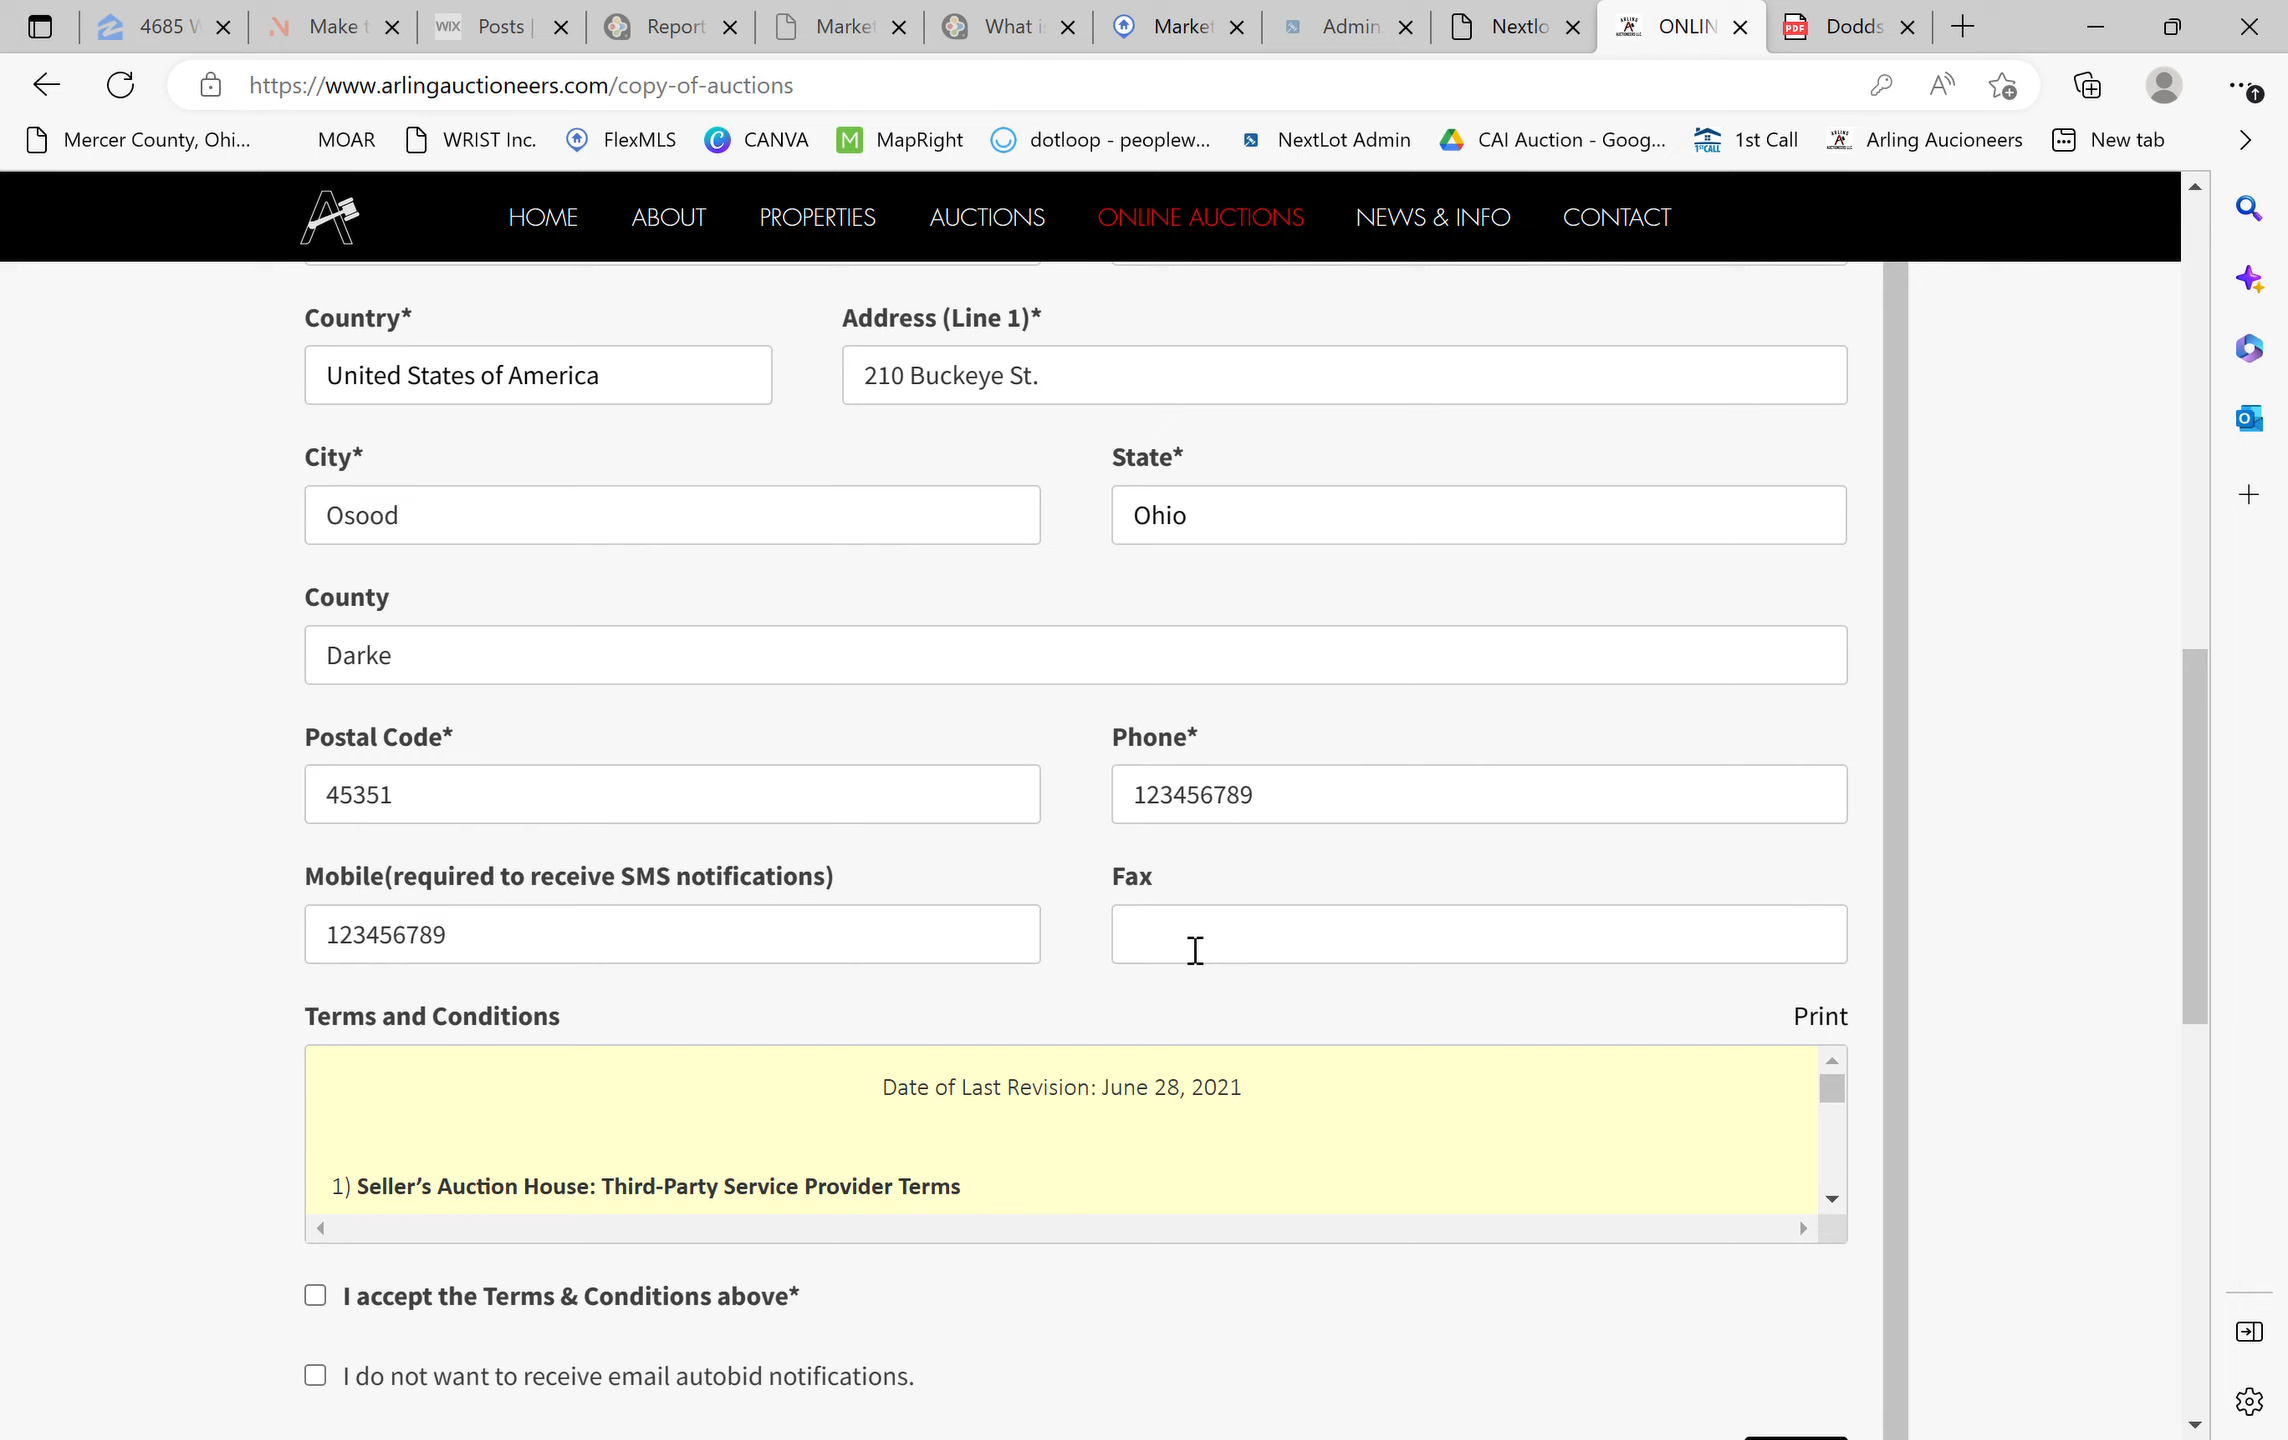 4685 W
Make t
WIX Posts
Report
Market
What i
Market
Admin
Nextlo
ONLIN
PDF Dodds
https://www.arlingauctioneers.com/copy-of-auctions
Mercer County, Ohi...
MOAR
WRIST Inc.
FlexMLS
CANVA
MapRight
dotloop - peoplew...
NextLot Admin
CAI Auction - Goog...
1st Call
Arling Aucioneers
New tab
HOME ABOUT PROPERTIES AUCTIONS ONLINE AUCTIONS NEWS & INFO CONTACT
Country* Address (Line 1)*
United States of America 210 Buckeye St.
City* State*
Osood Ohio
County
Darke
Postal Code* Phone*
45351 123456789
Mobile(required to receive SMS notifications) Fax
123456789
Terms and Conditions Print
Date of Last Revision: June 28, 2021
1) Seller’s Auction House: Third-Party Service Provider Terms
I accept the Terms & Conditions above*
I do not want to receive email autobid notifications.